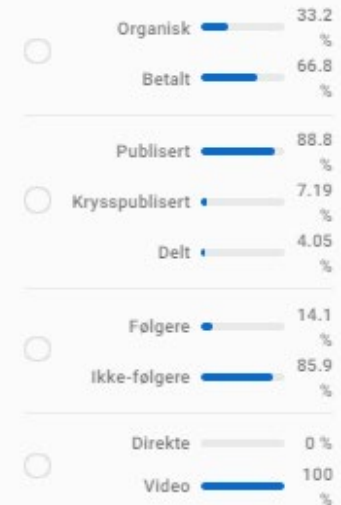 Organisk 33.2 %
Betalt 66.8 %
Publisert 88.8 %
Krysspublisert 7.19 %
Delt 4.05 %
Følgere 14.1 %
Ikke-følgere 85.9 %
Direkte 0 %
Video 100 %